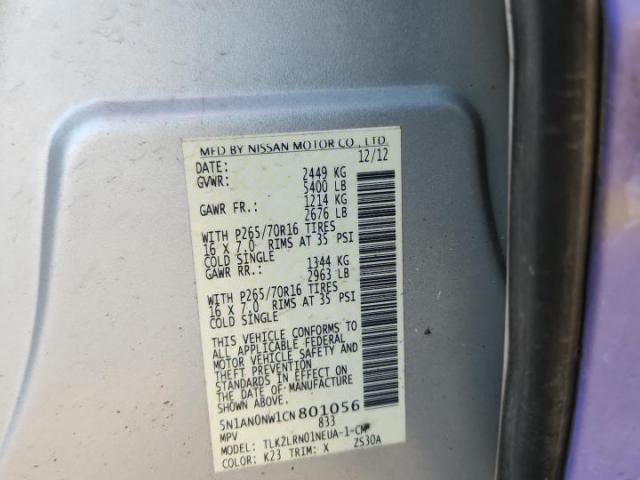 MFD BY NISSAN MOTOR CO., LTD.
DATE: 12/12
GVWR: 2449 KG
5400 LB
GAWR FR.: 1214 KG
2676 LB
WITH P265/70R16 TIRES
16 X 7.0 RIMS AT 35 PSI
COLD SINGLE
GAWR RR.: 1344 KG
2963 LB
WITH P265/70R16 TIRES
16 X 7.0 RIMS AT 35 PSI
COLD SINGLE
THIS VEHICLE CONFORMS TO
ALL APPLICABLE FEDERAL
MOTOR VEHICLE SAFETY AND
THEFT PREVENTION
STANDARDS IN EFFECT ON
DATE OF MANUFACTURE
SHOWN ABOVE.
5N1AN0NW1CN801056
MPV 833
MODEL: TLK2LRN01NEUA-1-CM
COLOR: K23 TRIM: X ZS30A